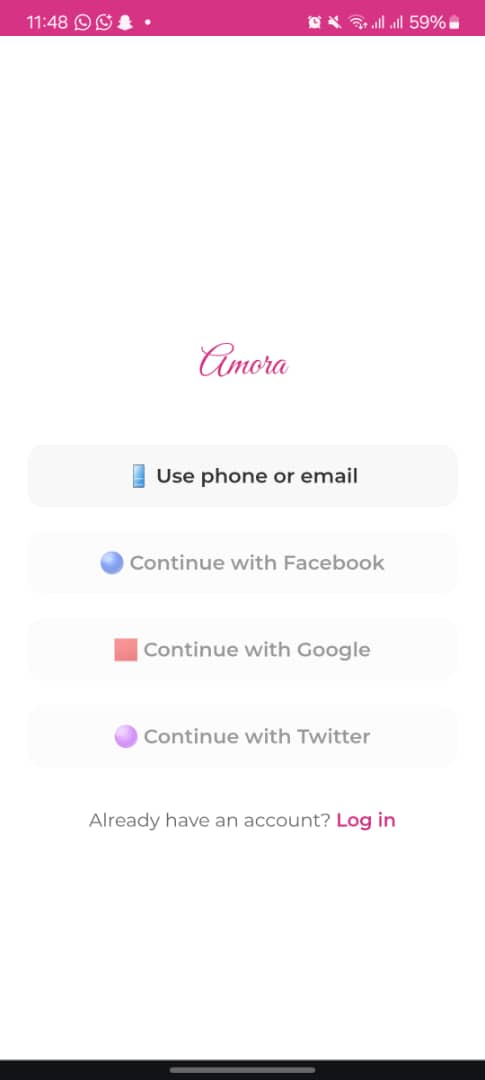 11:48
59%
Amora
Use phone or email
Continue with Facebook
Continue with Google
Continue with Twitter
Already have an account? Log in